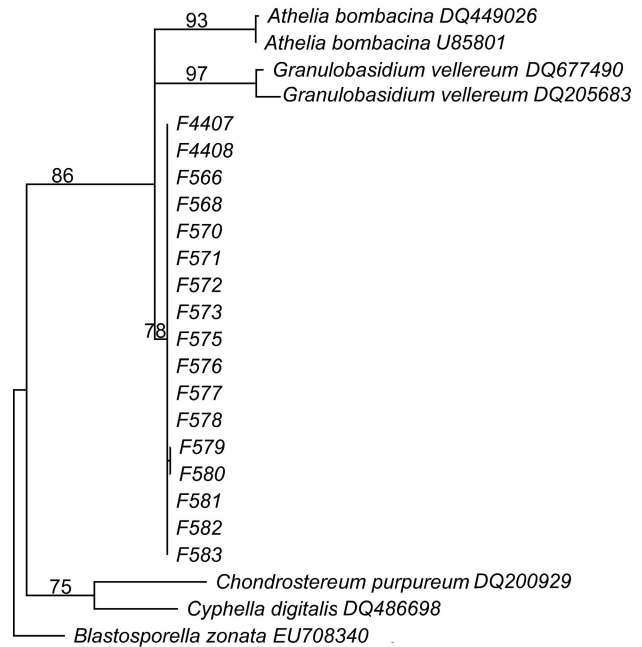 93
Athelia bombacina DQ449026
Athelia bombacina U85801
97
Granulobasidium vellereum DQ677490
Granulobasidium vellereum DQ205683
F4407
F4408
F566
86
F568
F570
F571
F572
F573
78
F575
F576
F577
F578
F579
F580
F581
F582
F583
75
Chondrostereum purpureum DQ200929
Cyphella digitalis DQ486698
Blastosporella zonata EU708340